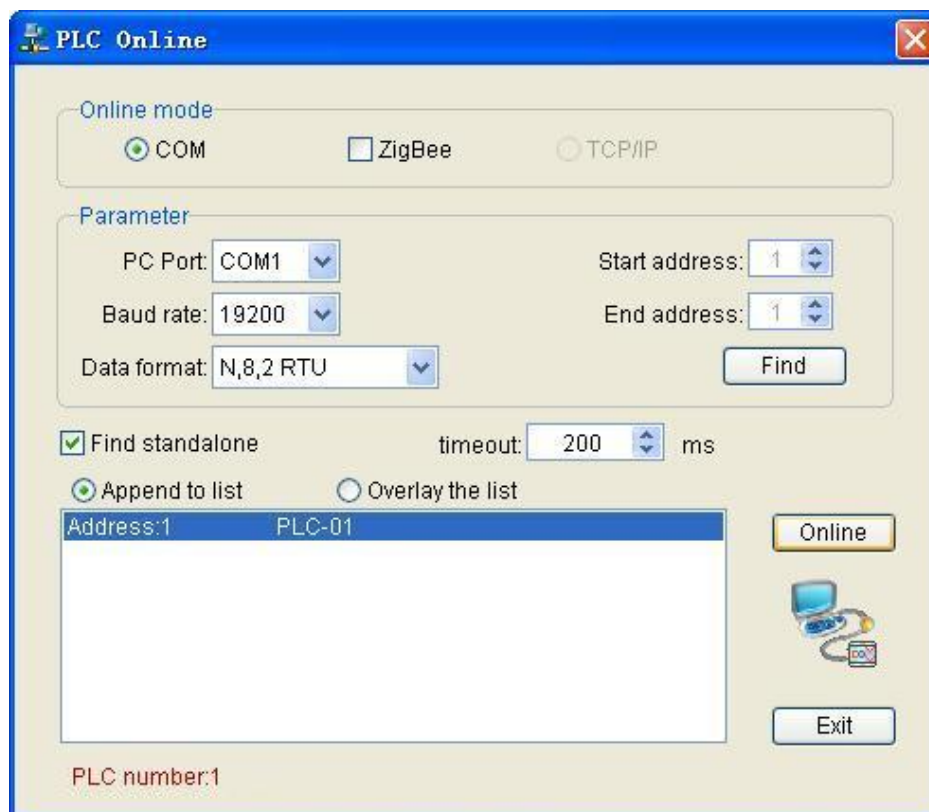 PLC Online
Online mode
COM ZigBee TCP/IP
Parameter
PC Port: COM1 Start address: 1
Baud rate: 19200 End address: 1
Data format: N,8,2 RTU Find
Find standalone timeout: 200 ms
Append to list Overlay the list
Address:1 PLC-01
Online
Exit
PLC number:1